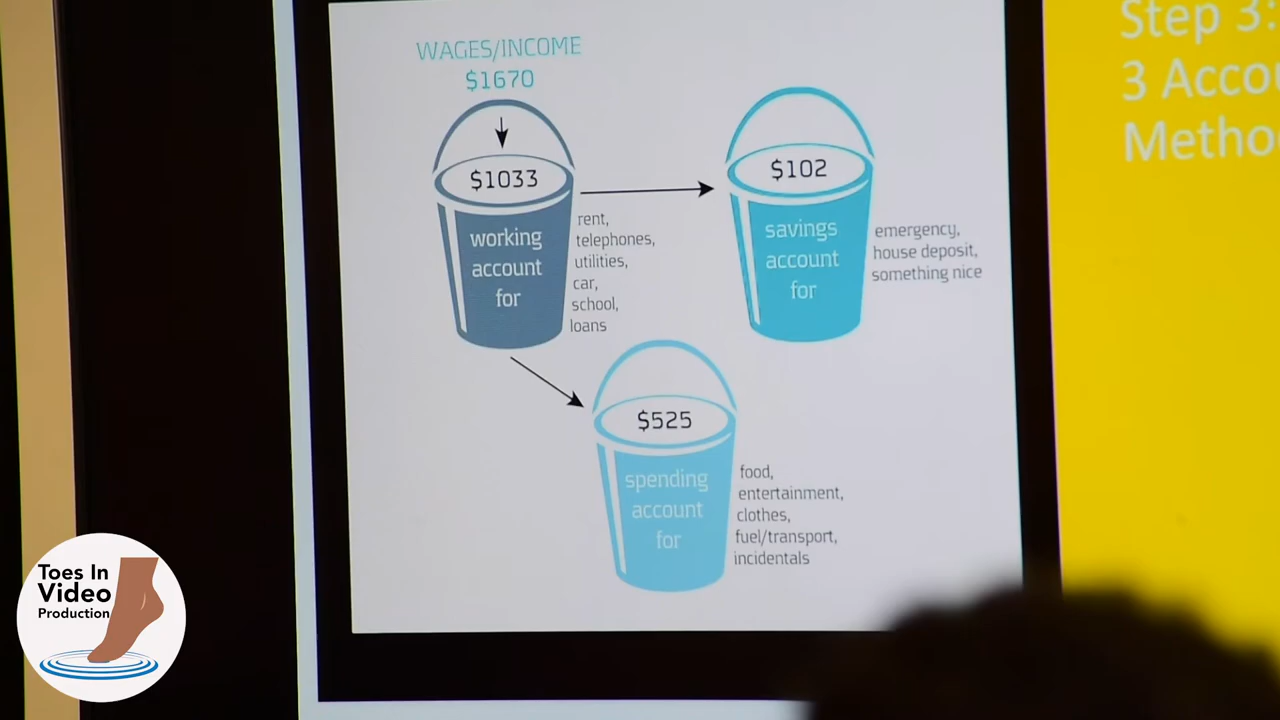 WAGES/INCOME
$1670
$1033
working
account
for
rent,
telephones,
utilities,
car,
school,
loans
$102
savings
account
for
emergency,
house deposit,
something nice
$525
spending
account
for
food,
entertainment,
clothes,
fuel/transport,
incidentals
Step 3:
3 Accou
Metho
Toes In
Video
Production